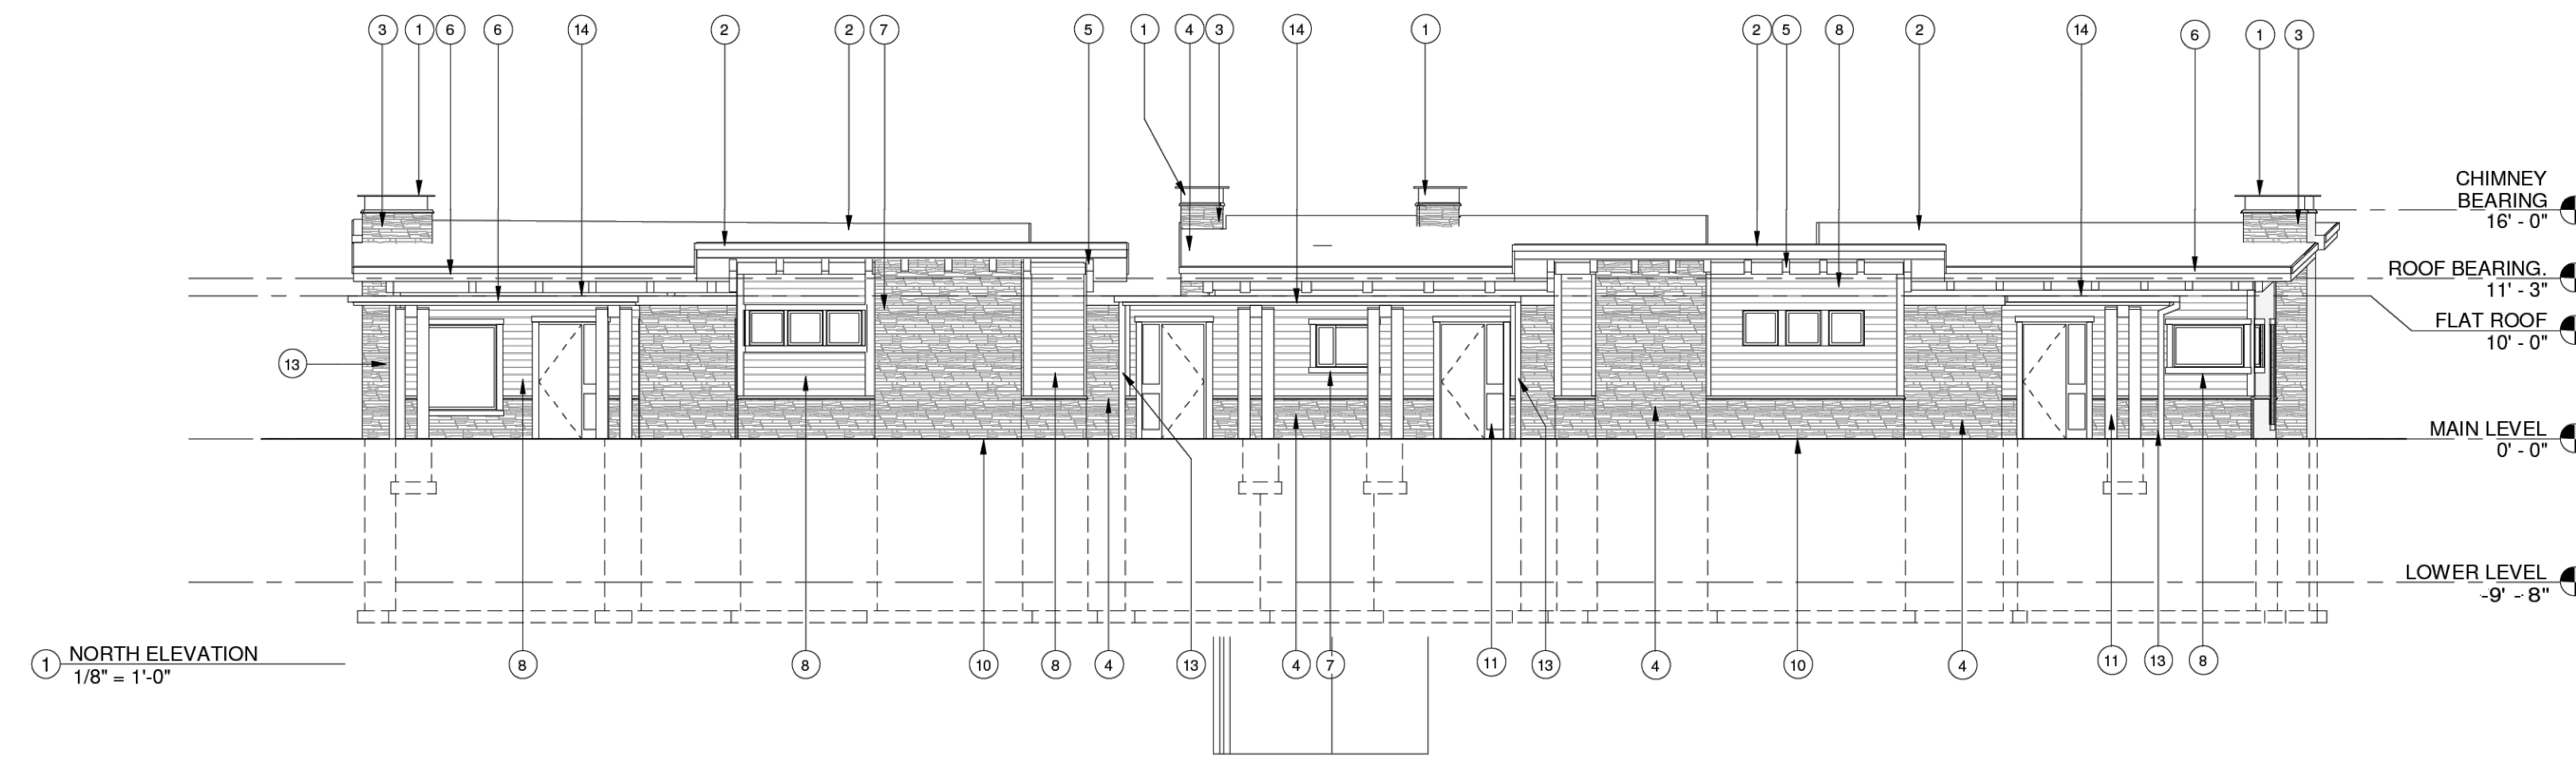 3 1 6 6 14 2 2 7 5 1 4 3 14 1 2 5 8 2 14 6 1 3
CHIMNEY
BEARING
16' - 0"
ROOF BEARING.
11' - 3"
FLAT ROOF
10' - 0"
13
MAIN LEVEL
0' - 0"
LOWER LEVEL
-9' - 8"
1 NORTH ELEVATION
1/8" = 1'-0"
8 8 10 8 4 13 4 7 11 13 4 10 4 11 13 8